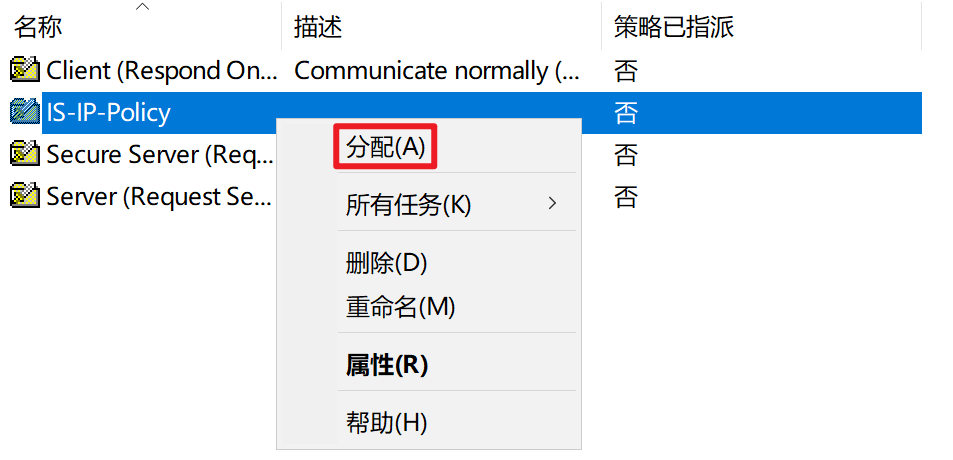 名称 描述 策略已指派
Client (Respond On... Communicate normally (... 否
IS-IP-Policy 否
Secure Server (Req... 否
Server (Request Se... 否
分配(A)
所有任务(K)
删除(D)
重命名(M)
属性(R)
帮助(H)